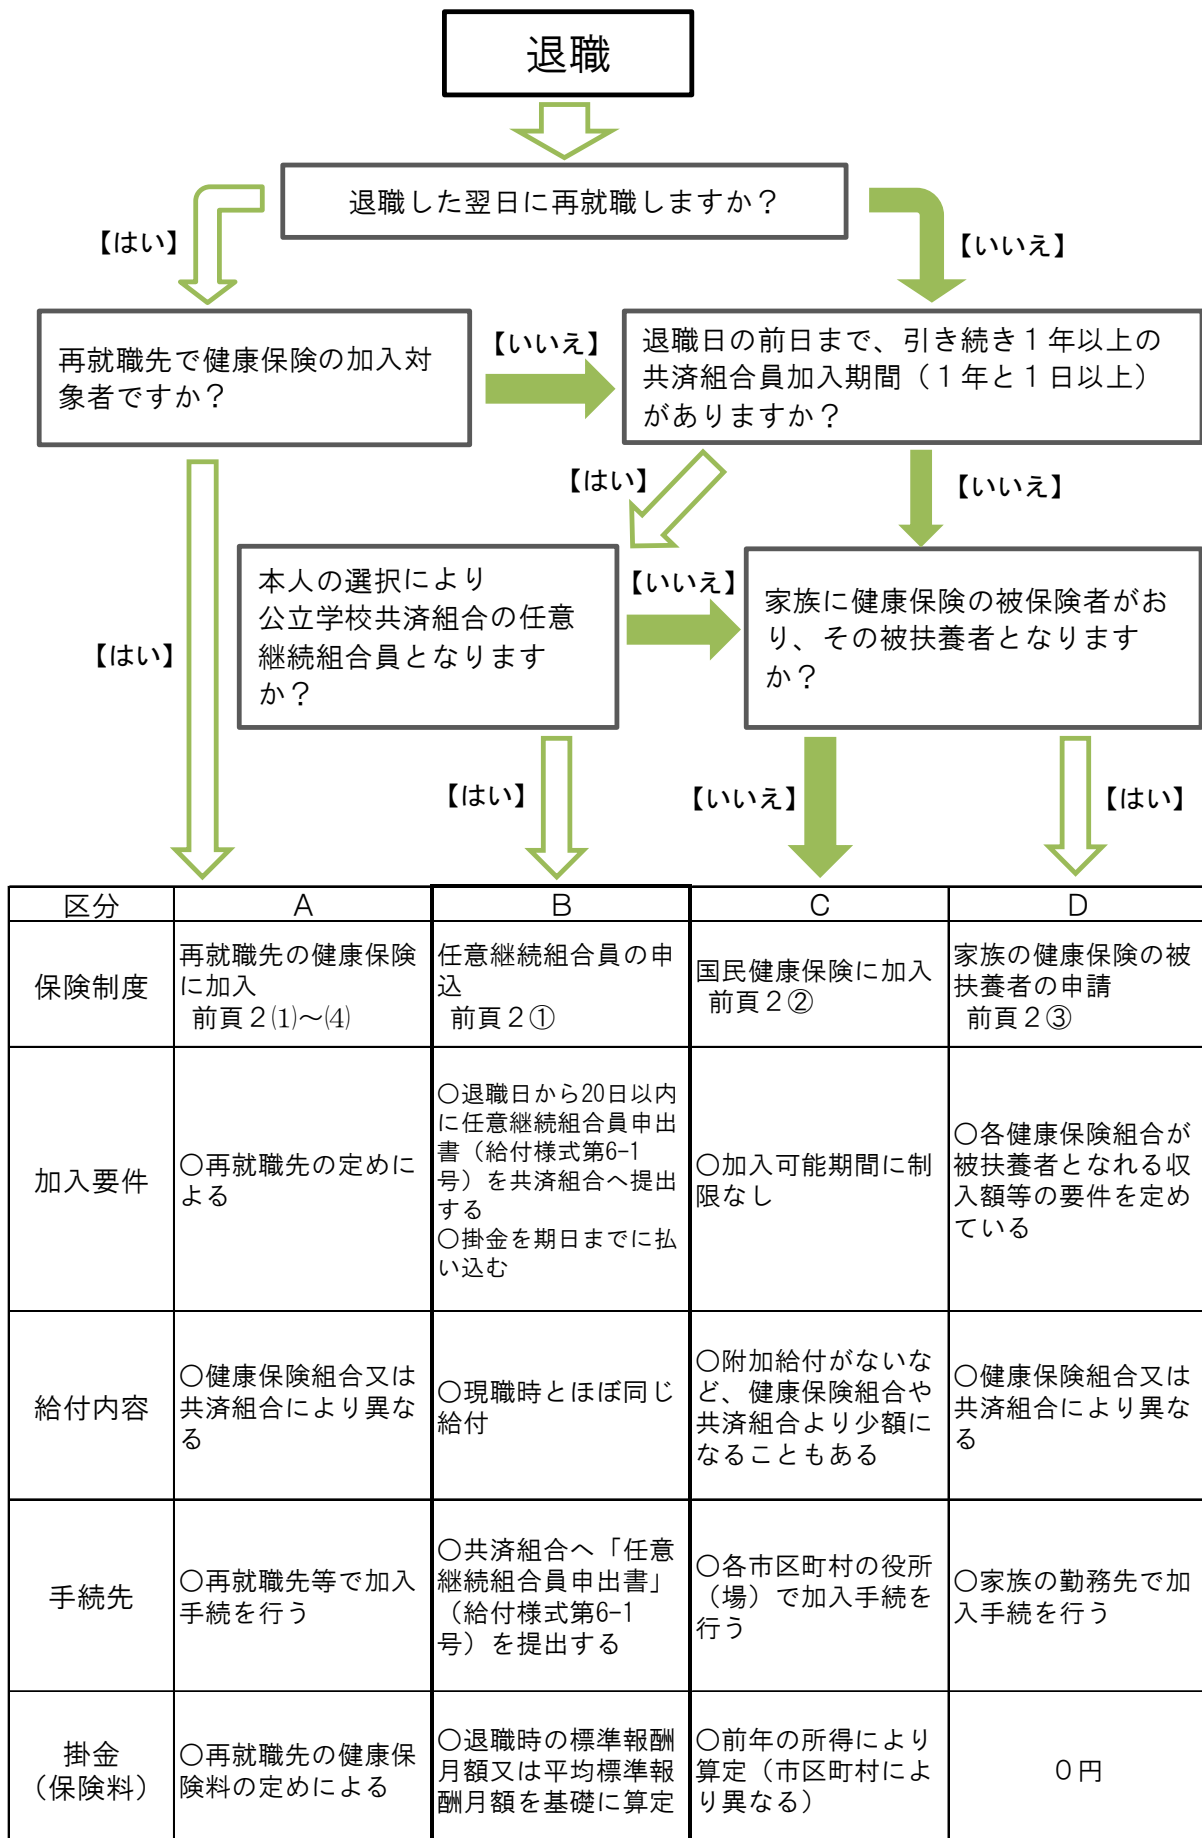 退職
退職した翌日に再就職しますか？
【はい】
【いいえ】
再就職先で健康保険の加入対
象者ですか？
【いいえ】
退職日の前日まで、引き続き１年以上の
共済組合員加入期間（１年と１日以上）
がありますか？
【はい】
【いいえ】
本人の選択により
公立学校共済組合の任意
継続組合員となります
か？
【いいえ】
家族に健康保険の被保険者がお
り、その被扶養者となります
か？
【はい】
【はい】
【いいえ】
【はい】
区分
A
B
C
D
保険制度
再就職先の健康保険
に加入
前頁２⑴～⑷
任意継続組合員の申
込
前頁２①
国民健康保険に加入
前頁２②
家族の健康保険の被
扶養者の申請
前頁２③
加入要件
○再就職先の定めに
よる
○退職日から20日以内
に任意継続組合員申出
書（給付様式第6-1
号）を共済組合へ提出
する
○掛金を期日までに払
い込む
○加入可能期間に制
限なし
○各健康保険組合が
被扶養者となれる収
入額等の要件を定め
ている
給付内容
○健康保険組合又は
共済組合により異な
る
○現職時とほぼ同じ
給付
○附加給付がないな
ど、健康保険組合や
共済組合より少額に
なることもある
○健康保険組合又は
共済組合により異な
る
手続先
○再就職先等で加入
手続を行う
○共済組合へ「任意
継続組合員申出書」
（給付様式第6-1
号）を提出する
○各市区町村の役所
（場）で加入手続を
行う
○家族の勤務先で加
入手続を行う
掛金
（保険料）
○再就職先の健康保
険料の定めによる
○退職時の標準報酬
月額又は平均標準報
酬月額を基礎に算定
○前年の所得により
算定（市区町村によ
り異なる）
０円